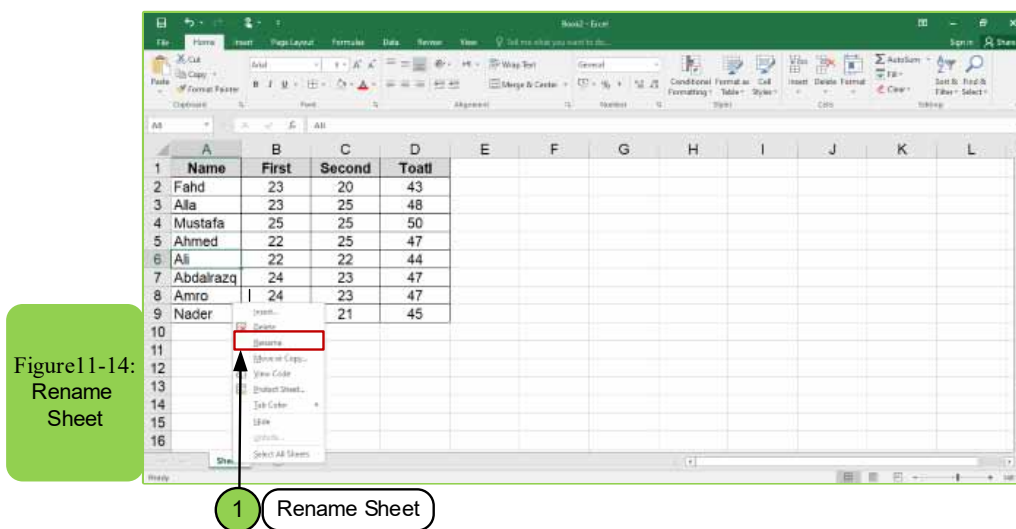 Book2 - Excel
File Home Insert Page Layout Formulas Data Review View Tell me what you want to do... Sign in Share
Cut
Copy
Format Painter
Paste
Arial
Wrap Text
Merge & Center
General
Conditional Formatting
Format as Table
Cell Styles
Insert Delete Format
AutoSum
Fill
Clear
Sort & Filter
Find & Select
Clipboard Font Alignment Number Styles Cells Editing
Ali
A B C D E F G H I J K L
1 Name First Second Toatl
2 Fahd 23 20 43
3 Alla 23 25 48
4 Mustafa 25 25 50
5 Ahmed 22 25 47
6 Ali 22 22 44
7 Abdalrazq 24 23 47
8 Amro 24 23 47
9 Nader 21 45
10
11
12
13
14
15
16
Insert...
Delete
Rename
Move or Copy...
View Code
Protect Sheet...
Tab Color
Hide
Unhide...
Select All Sheets
Ready
Figure11-14:
Rename
Sheet
1 Rename Sheet